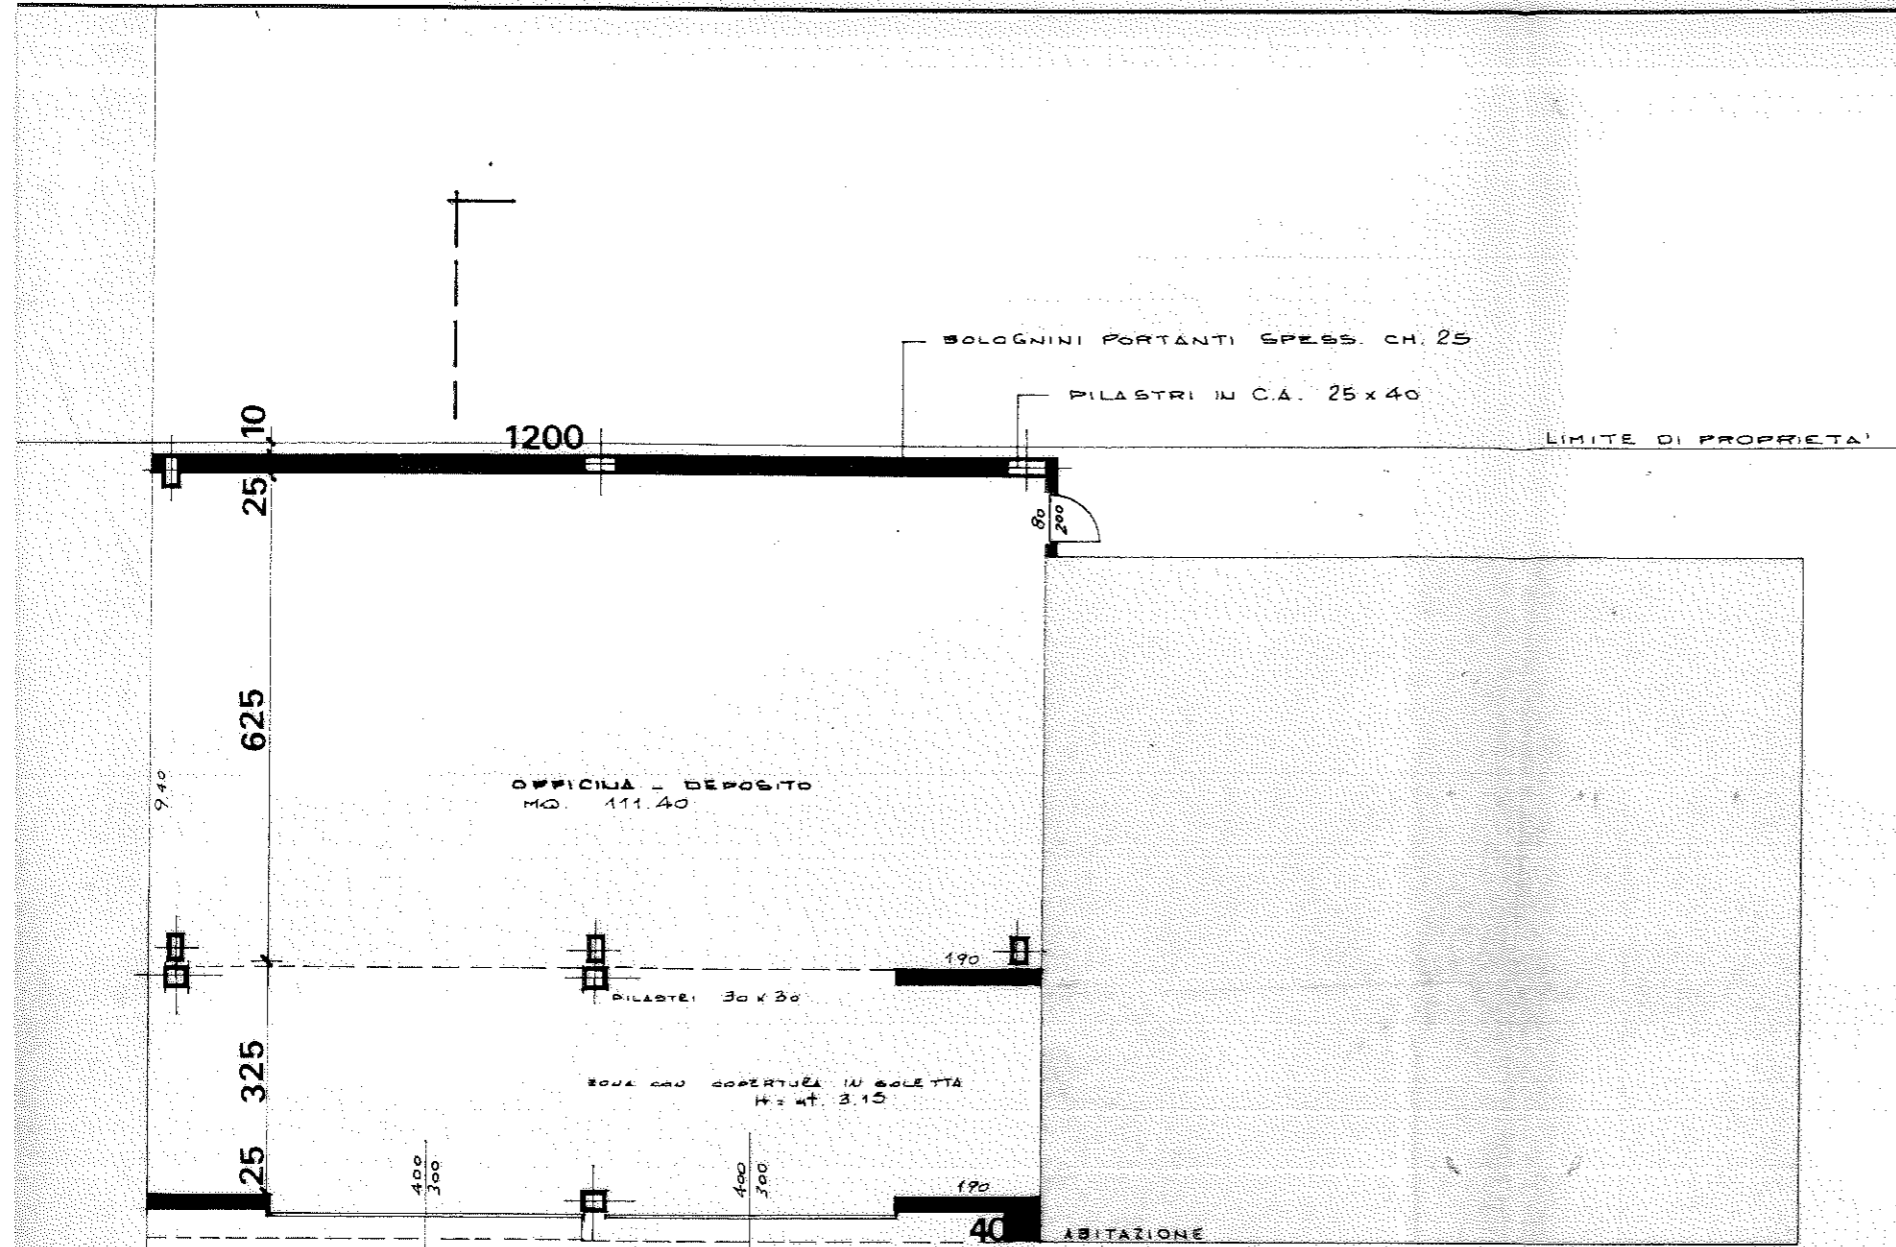 BOLOGNINI PORTANTI SPESS. CM. 25
PILASTRI IN C.A. 25 x 40
10
1200
LIMITE DI PROPRIETA'
25
80
200
625
9.40
OFFICINA - DEPOSITO
MQ. 111.40
190
PILASTRI 30 x 30
325
ZONA CON COPERTURA IN SOLETTA
H = mt. 3.15
25
400
300
400
300
190
40
ABITAZIONE